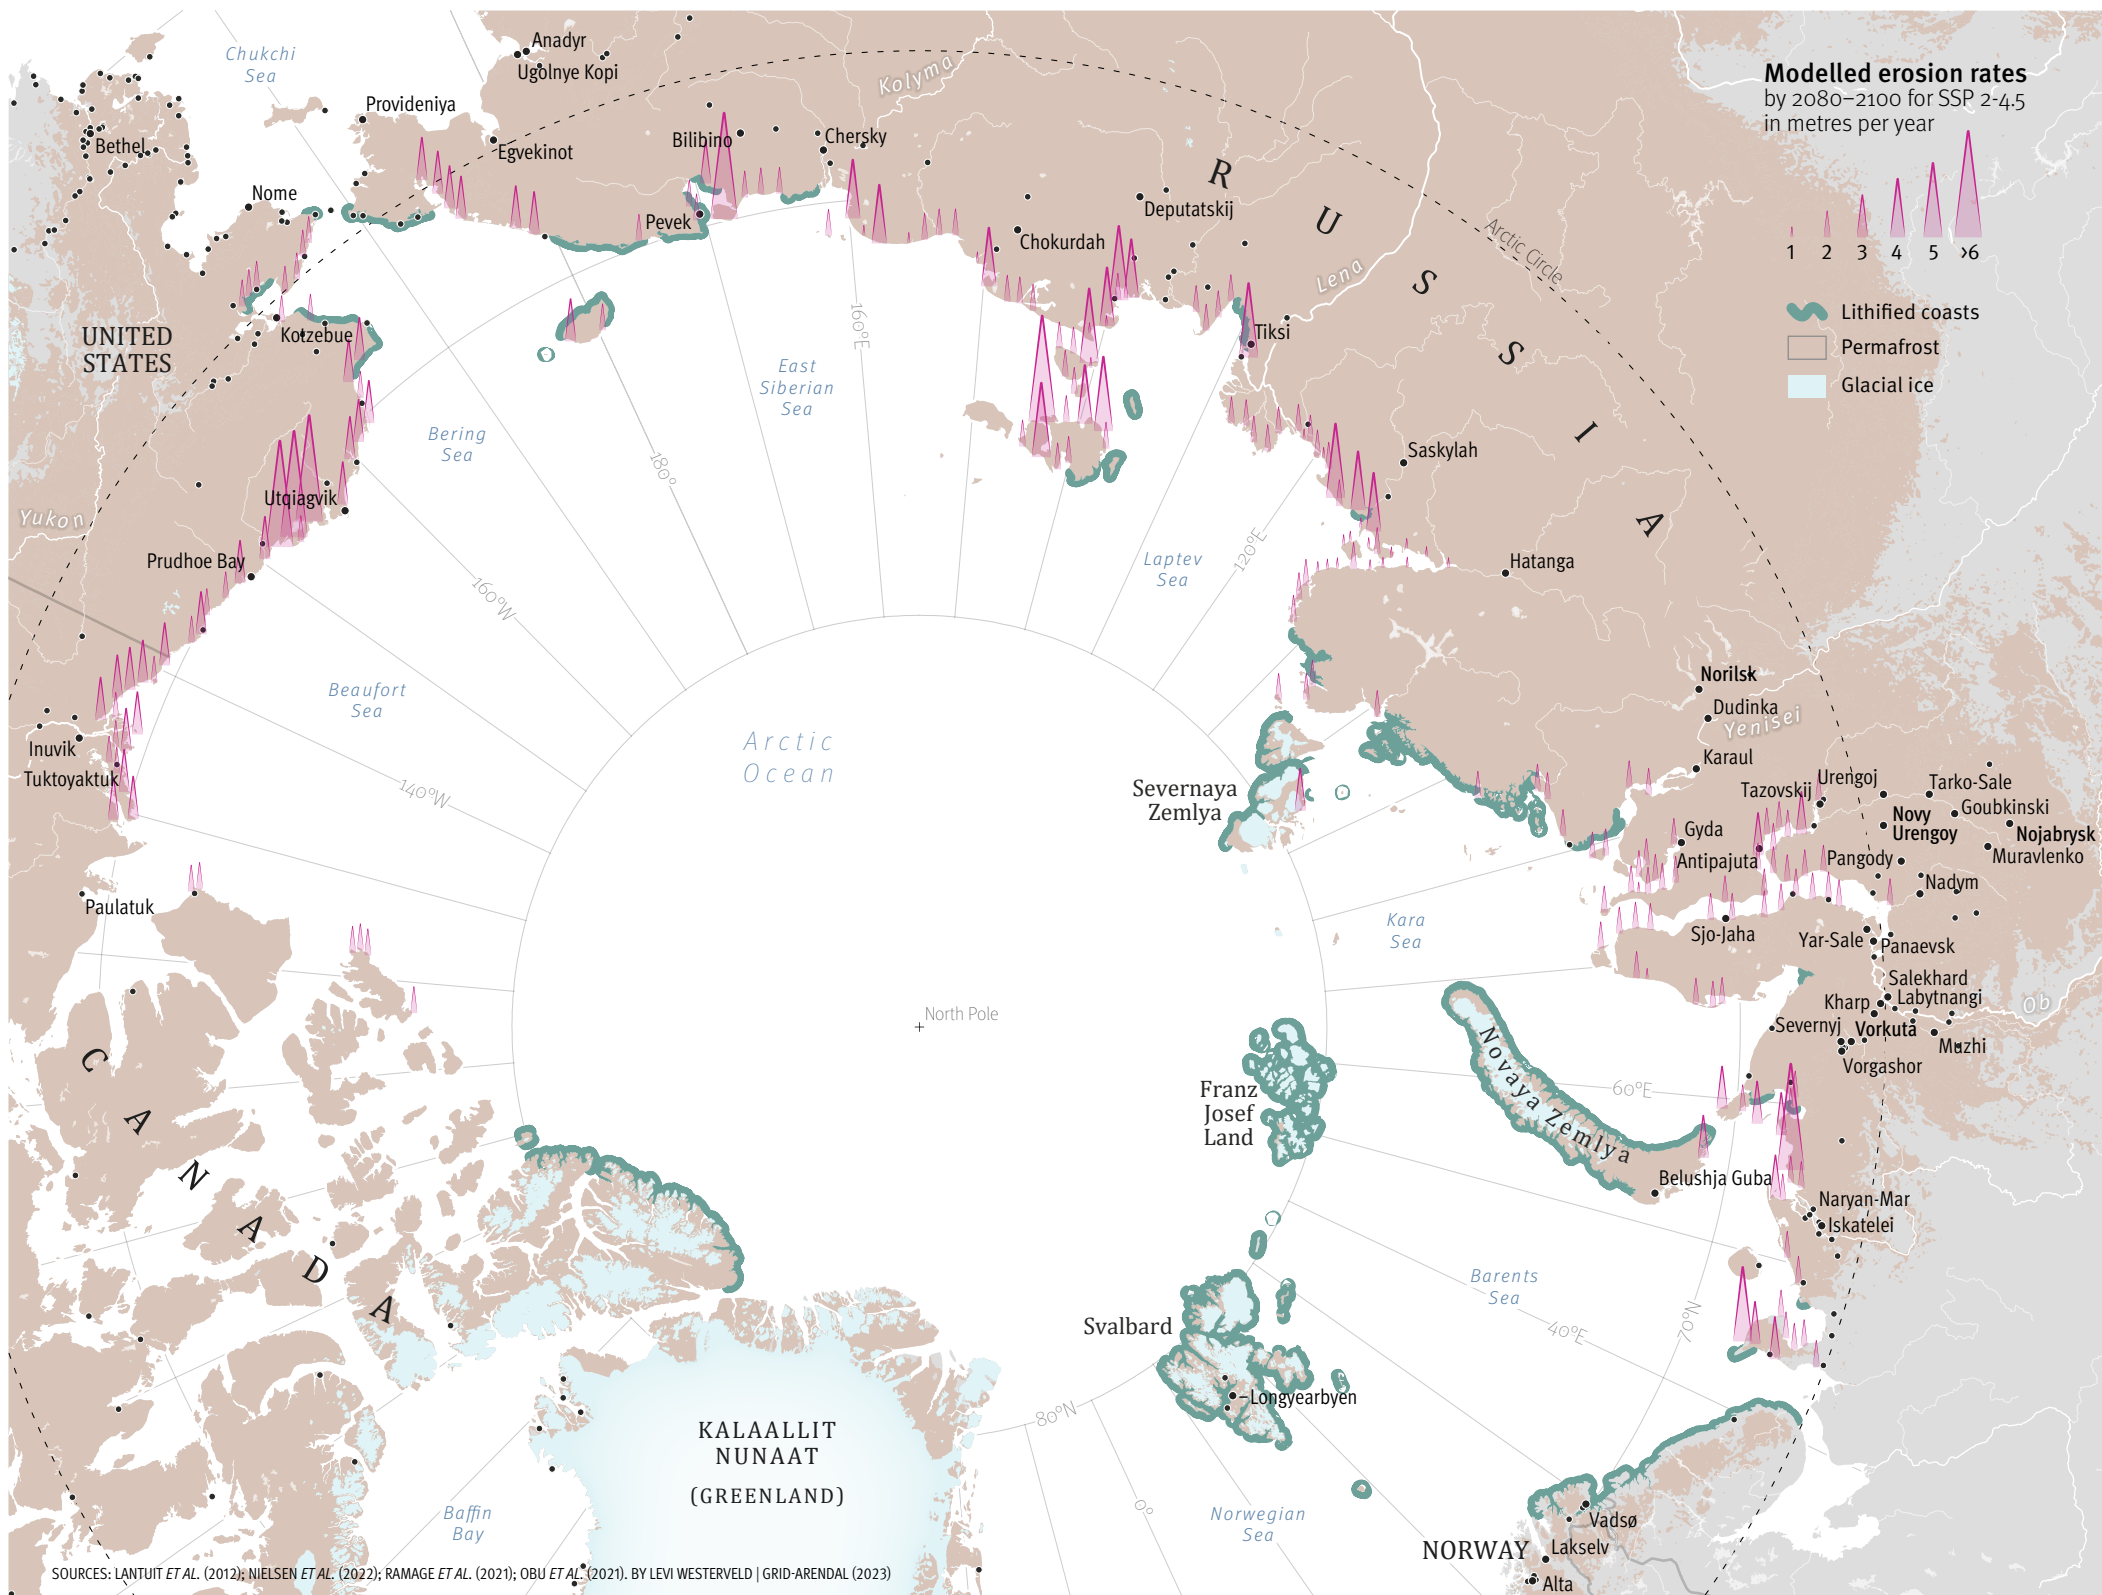 Modelled erosion rates
by 2080–2100 for SSP 2-4.5
in metres per year
1 2 3 4 5 >6
Lithified coasts
Permafrost
Glacial ice
Chukchi
Sea
Anadyr
Ugolnye Kopi
Provideniya
Egvekinot
Bilibino
Chersky
Kolyma
Bethel
Nome
Pevek
Chokurdah
Deputatskij
RUSSIA
Arctic Circle
Lena
Tiksi
UNITED
STATES
Kotzebue
160°E
East
Siberian
Sea
Bering
Sea
180°
Saskylah
Utqiagvik
Yukon
Prudhoe Bay
160°W
Laptev
Sea
120°E
Hatanga
Beaufort
Sea
Norilsk
Dudinka
Yenisei
Karaul
Arctic
Ocean
Inuvik
Tuktoyaktuk
140°W
Severnaya
Zemlya
Urengoj
Tazovskij
Tarko-Sale
Goubkinski
Novy
Urengoy
Nojabrysk
Muravlenko
Gyda
Antipajuta
Pangody
Nadym
Paulatuk
Kara
Sea
Sjo-Jaha
Yar-Sale
Panaevsk
Salekhard
Kharp
Labytnangi
Ob
Severnyj
Vorkuta
Muzhi
Vorgashor
North Pole
CANADA
Franz
Josef
Land
Novaya Zemlya
60°E
Belushja Guba
Naryan-Mar
Iskatelei
Barents
Sea
40°E
70°N
Svalbard
Longyearbyen
80°N
0°
KALAALLIT
NUNAAT
(GREENLAND)
Baffin
Bay
Norwegian
Sea
Vadsø
NORWAY
Lakselv
Alta
SOURCES: LANTUIT ET AL. (2012); NIELSEN ET AL. (2022); RAMAGE ET AL. (2021); OBU ET AL. (2021). BY LEVI WESTERVELD | GRID-ARENDAL (2023)